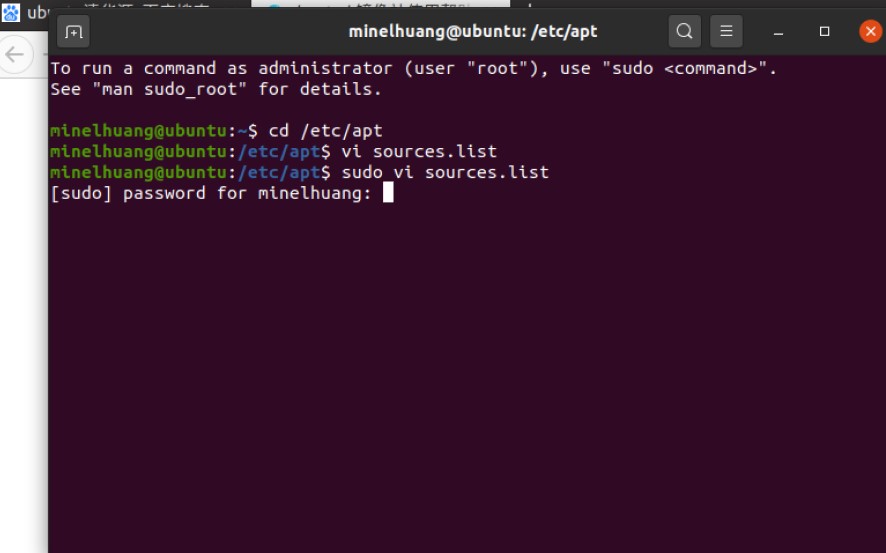 minelhuang@ubuntu: /etc/apt
To run a command as administrator (user "root"), use "sudo <command>".
See "man sudo_root" for details.
minelhuang@ubuntu:~$ cd /etc/apt
minelhuang@ubuntu:/etc/apt$ vi sources.list
minelhuang@ubuntu:/etc/apt$ sudo vi sources.list
[sudo] password for minelhuang: